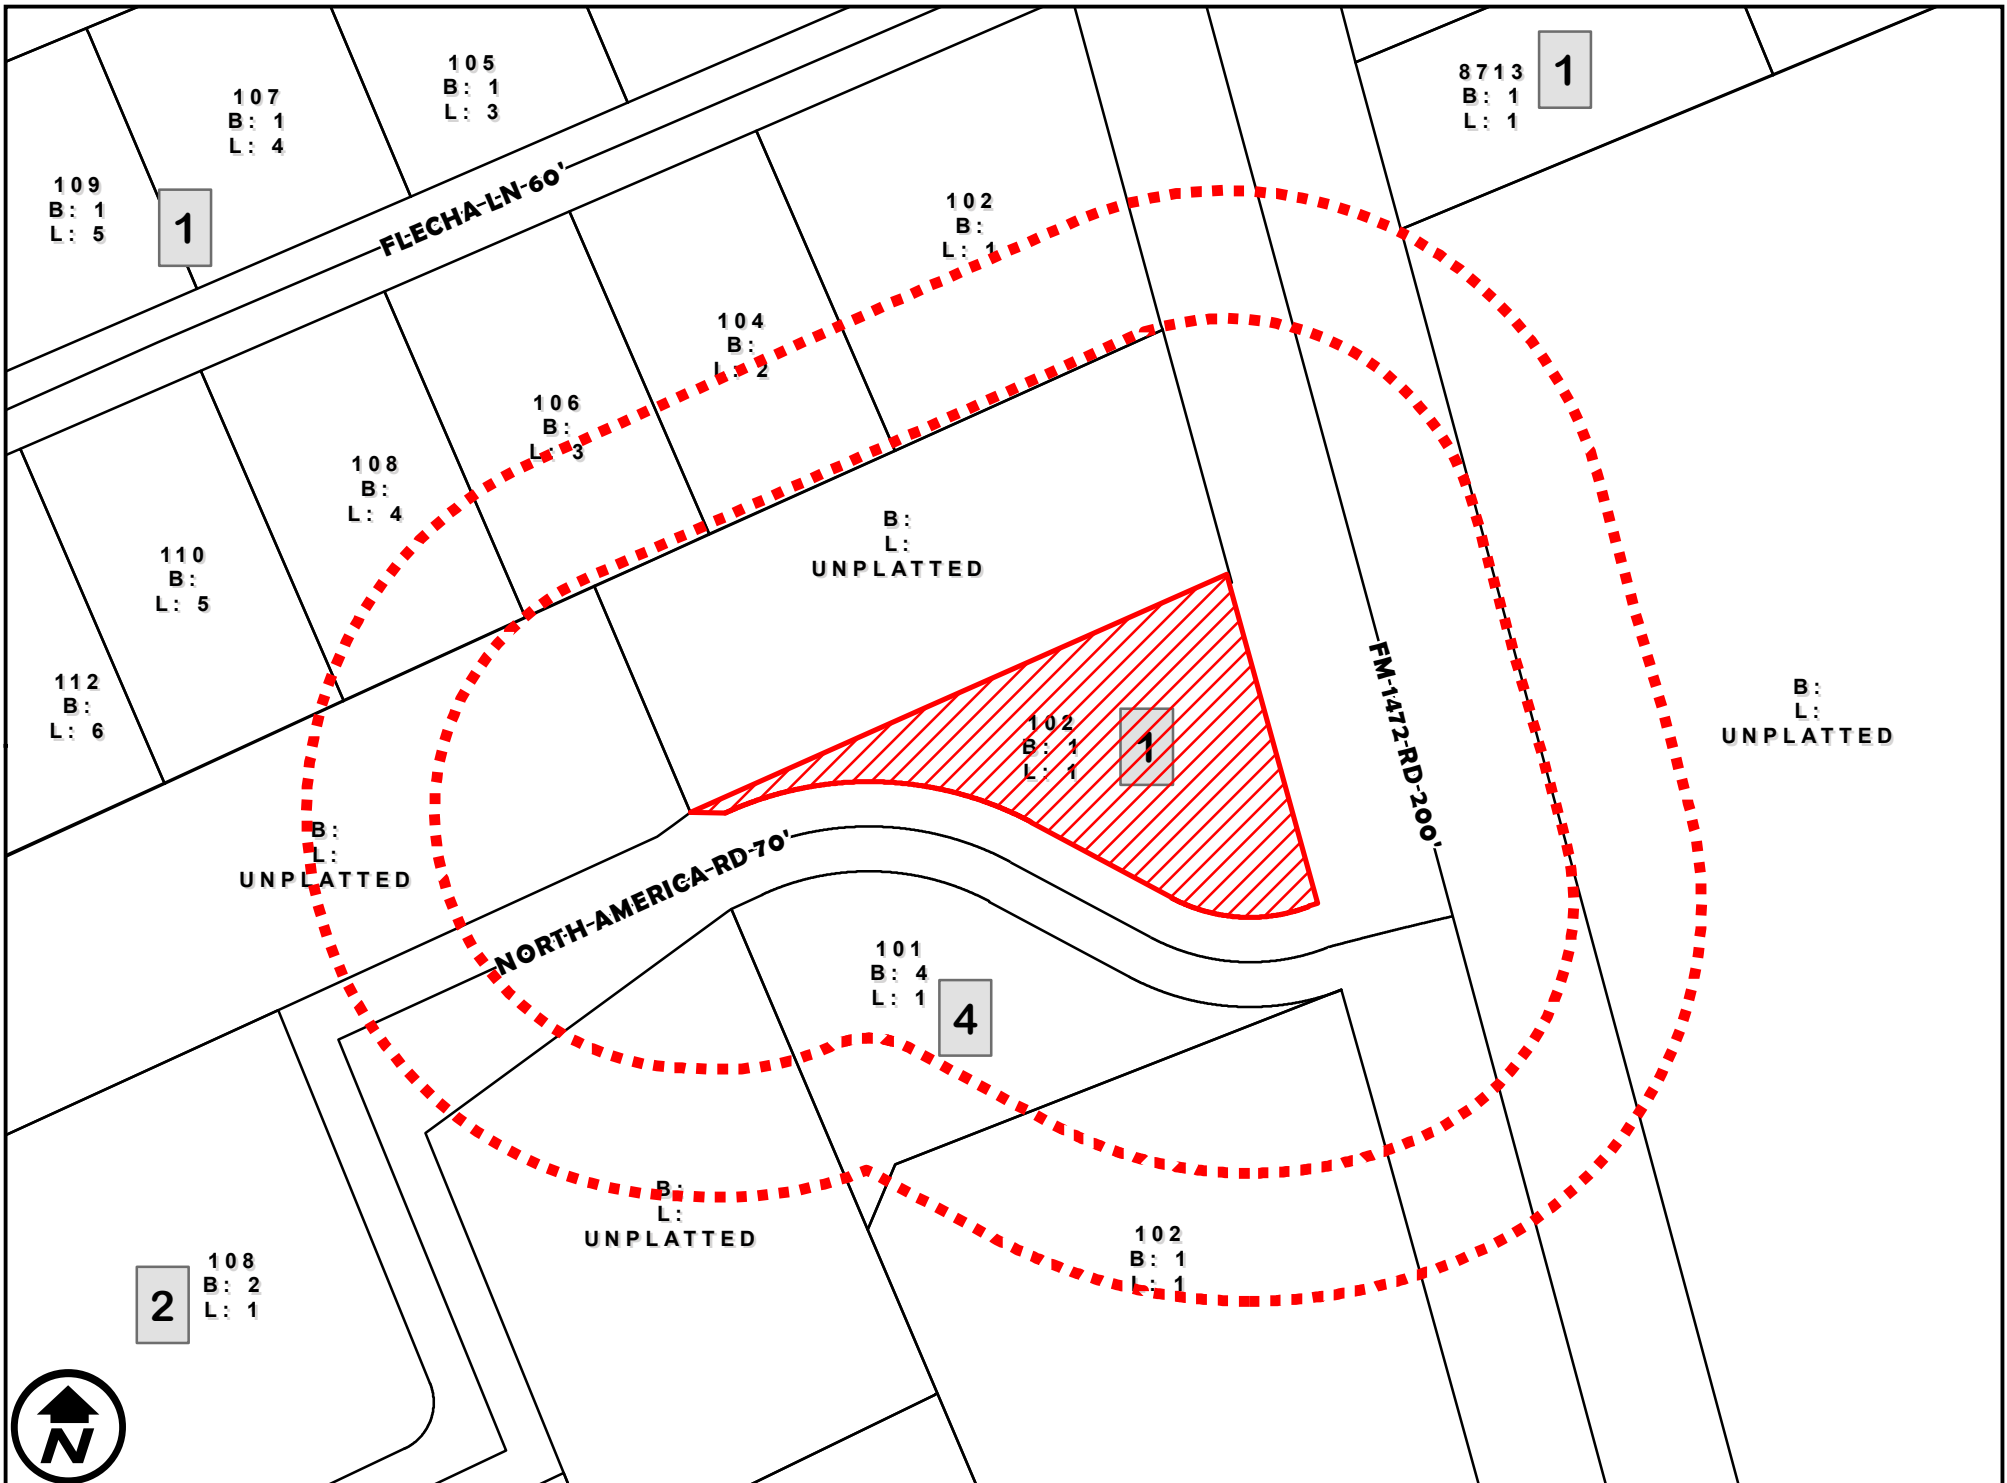 105
B: 1
L: 3
8713
B: 1
L: 1
1
107
B: 1
L: 4
109
B: 1
L: 5
1
FLECHA LN 60'
102
B:
L: 1
104
B:
L: 2
106
B:
L: 3
108
B:
L: 4
B:
L:
UNPLATTED
110
B:
L: 5
112
B:
L: 6
102
B: 1
L: 1
1
FM 1472 RD 200'
B:
L:
UNPLATTED
B:
L:
UNPLATTED
NORTH AMERICA RD 70'
101
B: 4
L: 1
4
B:
L:
UNPLATTED
102
B: 1
L: 1
2
108
B: 2
L: 1
N